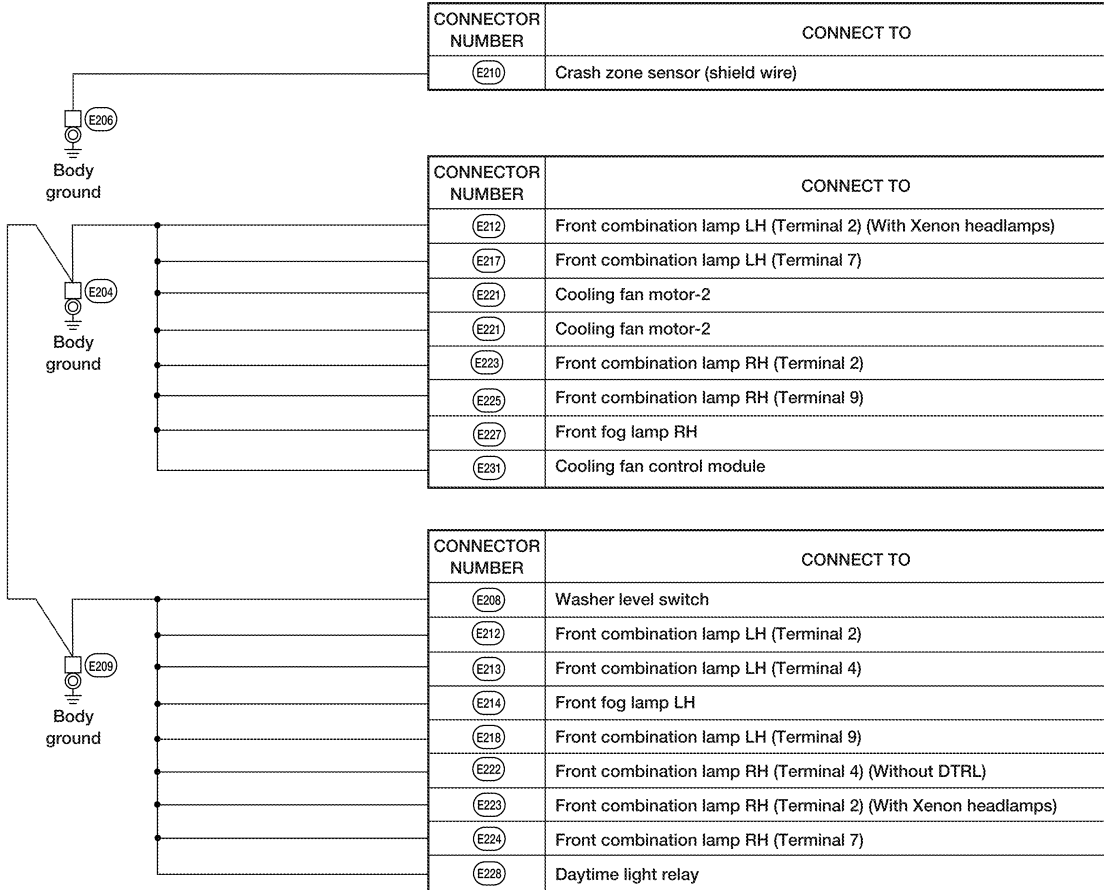 CONNECTOR NUMBER CONNECT TO
E210 Crash zone sensor (shield wire)
E206
Body
ground
CONNECTOR NUMBER CONNECT TO
E212 Front combination lamp LH (Terminal 2) (With Xenon headlamps)
E217 Front combination lamp LH (Terminal 7)
E204
E221 Cooling fan motor-2
Body
ground
E221 Cooling fan motor-2
E223 Front combination lamp RH (Terminal 2)
E225 Front combination lamp RH (Terminal 9)
E227 Front fog lamp RH
E231 Cooling fan control module
CONNECTOR NUMBER CONNECT TO
E208 Washer level switch
E212 Front combination lamp LH (Terminal 2)
E209
E213 Front combination lamp LH (Terminal 4)
Body
ground
E214 Front fog lamp LH
E218 Front combination lamp LH (Terminal 9)
E222 Front combination lamp RH (Terminal 4) (Without DTRL)
E223 Front combination lamp RH (Terminal 2) (With Xenon headlamps)
E224 Front combination lamp RH (Terminal 7)
E228 Daytime light relay